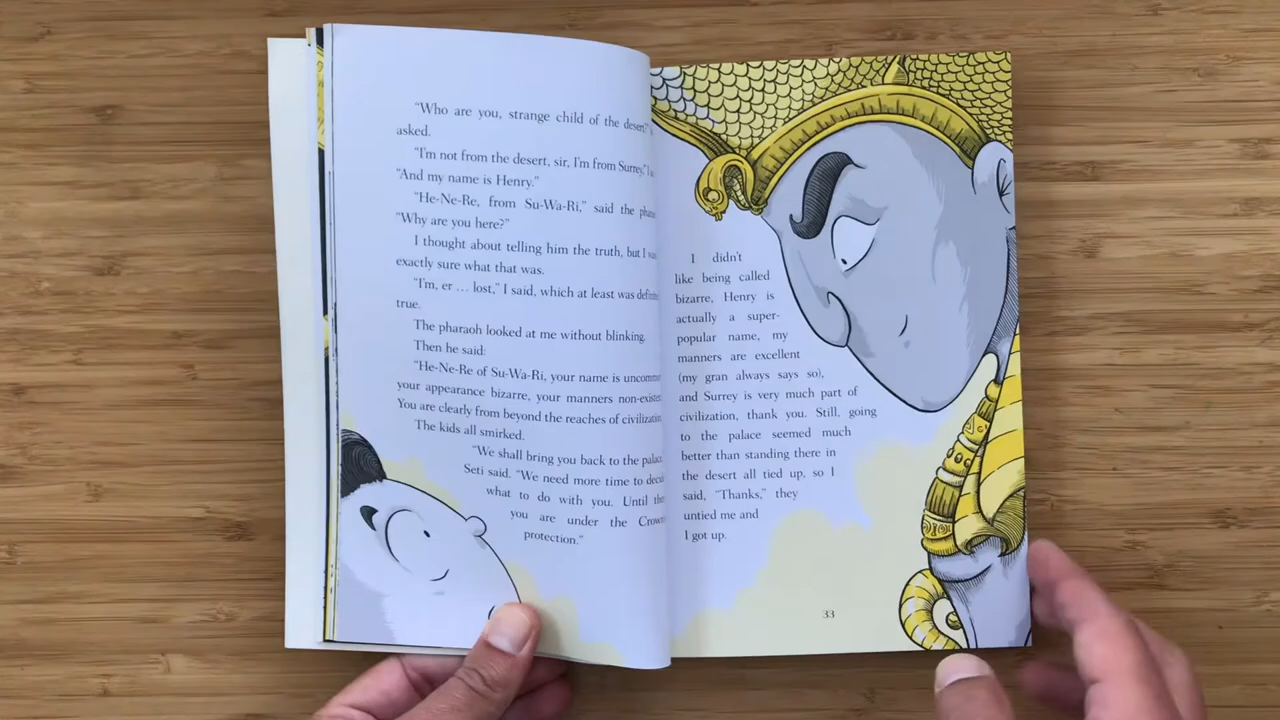 “Who are you, strange child of the desert?”
asked.
“I'm not from the desert, sir, I'm from Surrey,” I
“And my name is Henry.”
“He-Ne-Re, from Su-Wa-Ri,” said the
“Why are you here?”
I thought about telling him the truth, but I
exactly sure what that was.
“I'm, er ... lost,” I said, which at least was
true.
The pharaoh looked at me without blinking.
Then he said:
“He-Ne-Re of Su-Wa-Ri, your name is
your appearance bizarre, your manners
You are clearly from beyond the reaches of
The kids all smirked.
“We shall bring you back to the
Seti said. “We need more time to
what to do with you. Until
you are under the
protection.”
I didn't
like being called
bizarre, Henry is
actually a super-
popular name, my
manners are excellent
(my gran always says so),
and Surrey is very much part of
civilization, thank you. Still, going
to the palace seemed much
better than standing there in
the desert all tied up, so I
said, “Thanks,” they
untied me and
I got up.
33